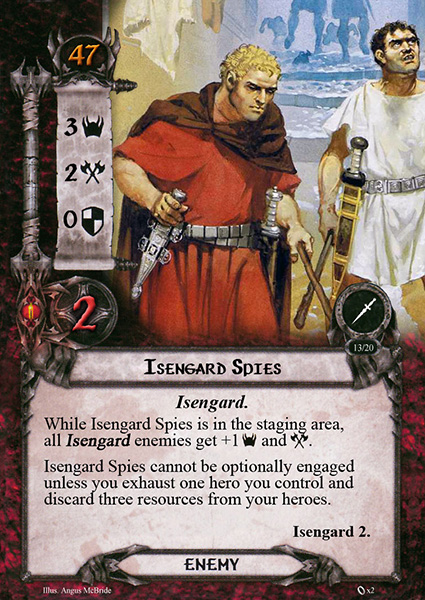 47
3
2
0
2
13/20
Isengard Spies
Isengard.
While Isengard Spies is in the staging area,
all Isengard enemies get +1 and .
Isengard Spies cannot be optionally engaged
unless you exhaust one hero you control and
discard three resources from your heroes.
Isengard 2.
ENEMY
Illus. Angus McBride
x2